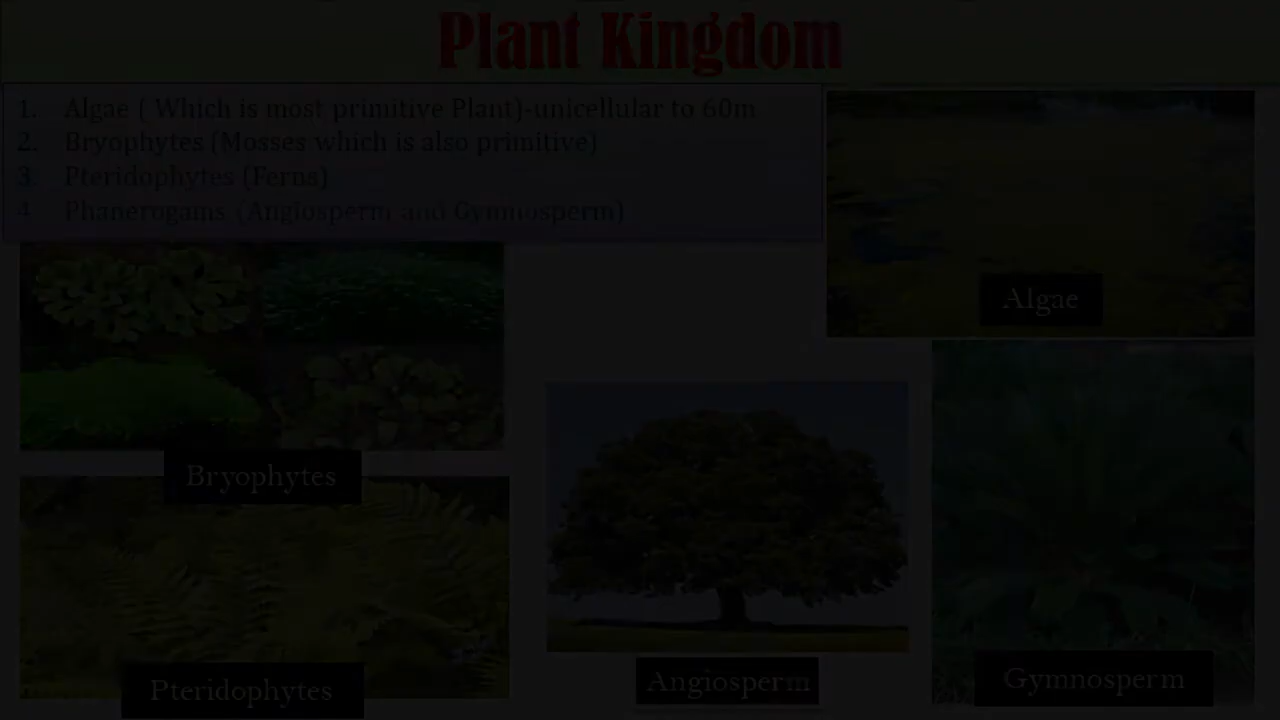 Plant Kingdom
1. Algae ( Which is most primitive Plant)-unicellular to 60m
2. Bryophytes (Mosses which is also primitive)
3. Pteridophytes (Ferns)
4. Phanerogams (Angiosperm and Gymnosperm)
Algae
Bryophytes
Pteridophytes
Angiosperm
Gymnosperm